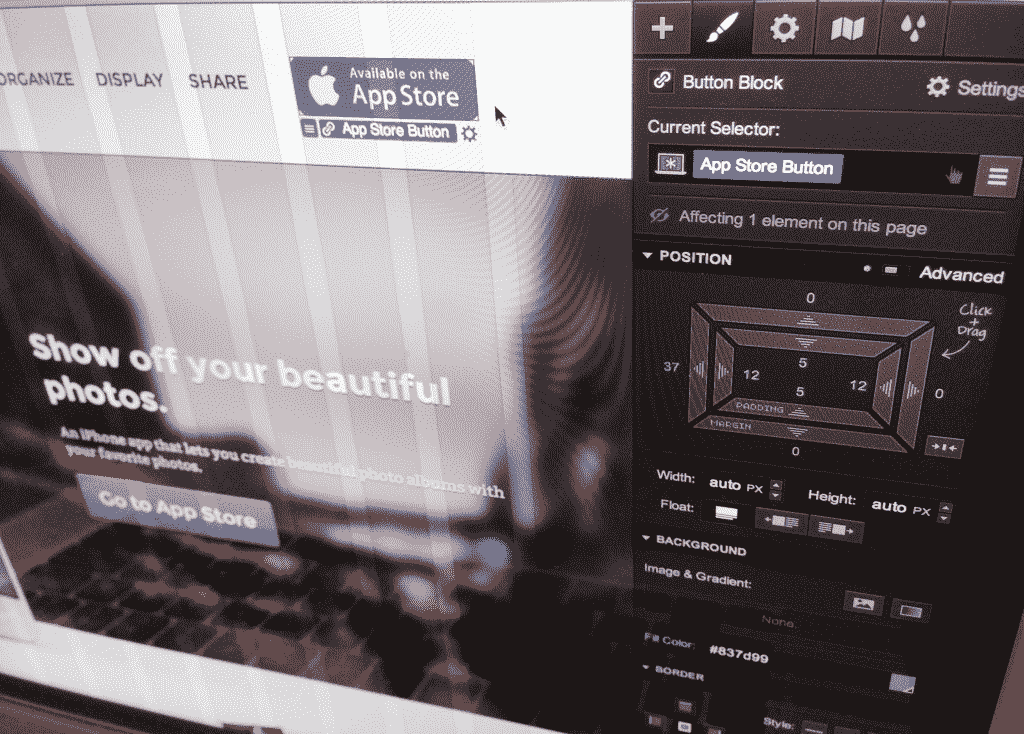 ORGANIZE DISPLAY SHARE
Available on the
App Store
App Store Button
Show off your beautiful
photos.
An iPhone app that lets you create beautiful photo albums with
your favorite photos.
Go to App Store
Button Block
Settings
Current Selector:
App Store Button
Affecting 1 element on this page
POSITION
Advanced
Click
+
Drag
0
37
12
5
12
0
5
PADDING
MARGIN
0
Width: auto PX
Height: auto PX
Float:
BACKGROUND
Image & Gradient:
None.
Fill Color: #837d99
BORDER
Style: